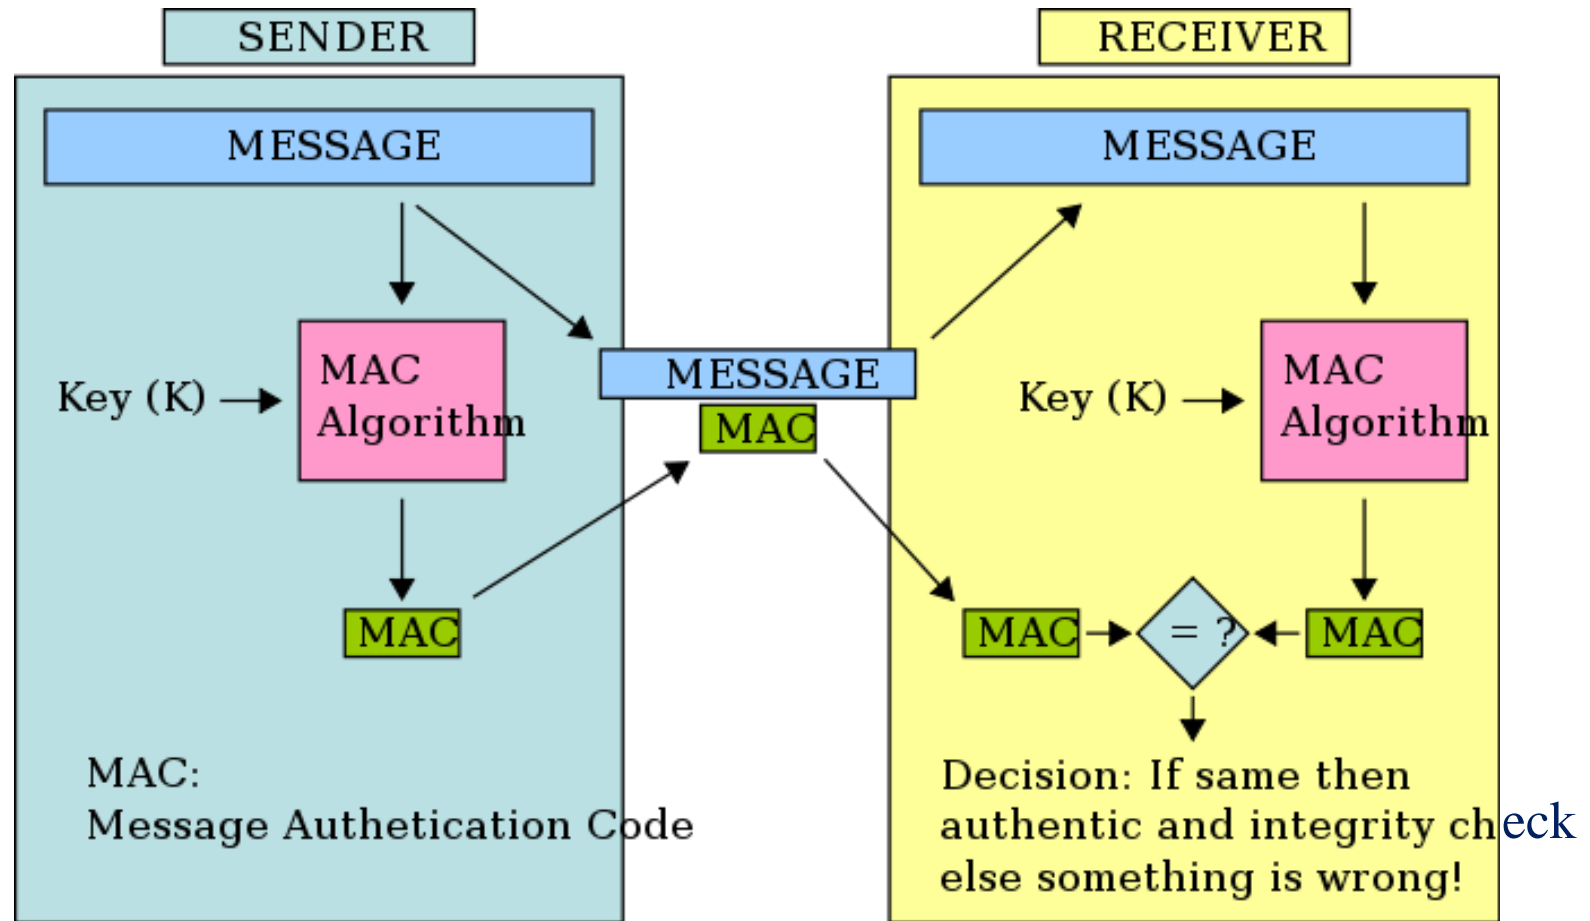 SENDER
RECEIVER
MESSAGE
MESSAGE
MAC
Algorithm
Key (K)
MESSAGE
MAC
Key (K)
MAC
Algorithm
MAC
MAC
= ?
MAC
MAC:
Message Authetication Code
Decision: If same then
authentic and integrity check
else something is wrong!